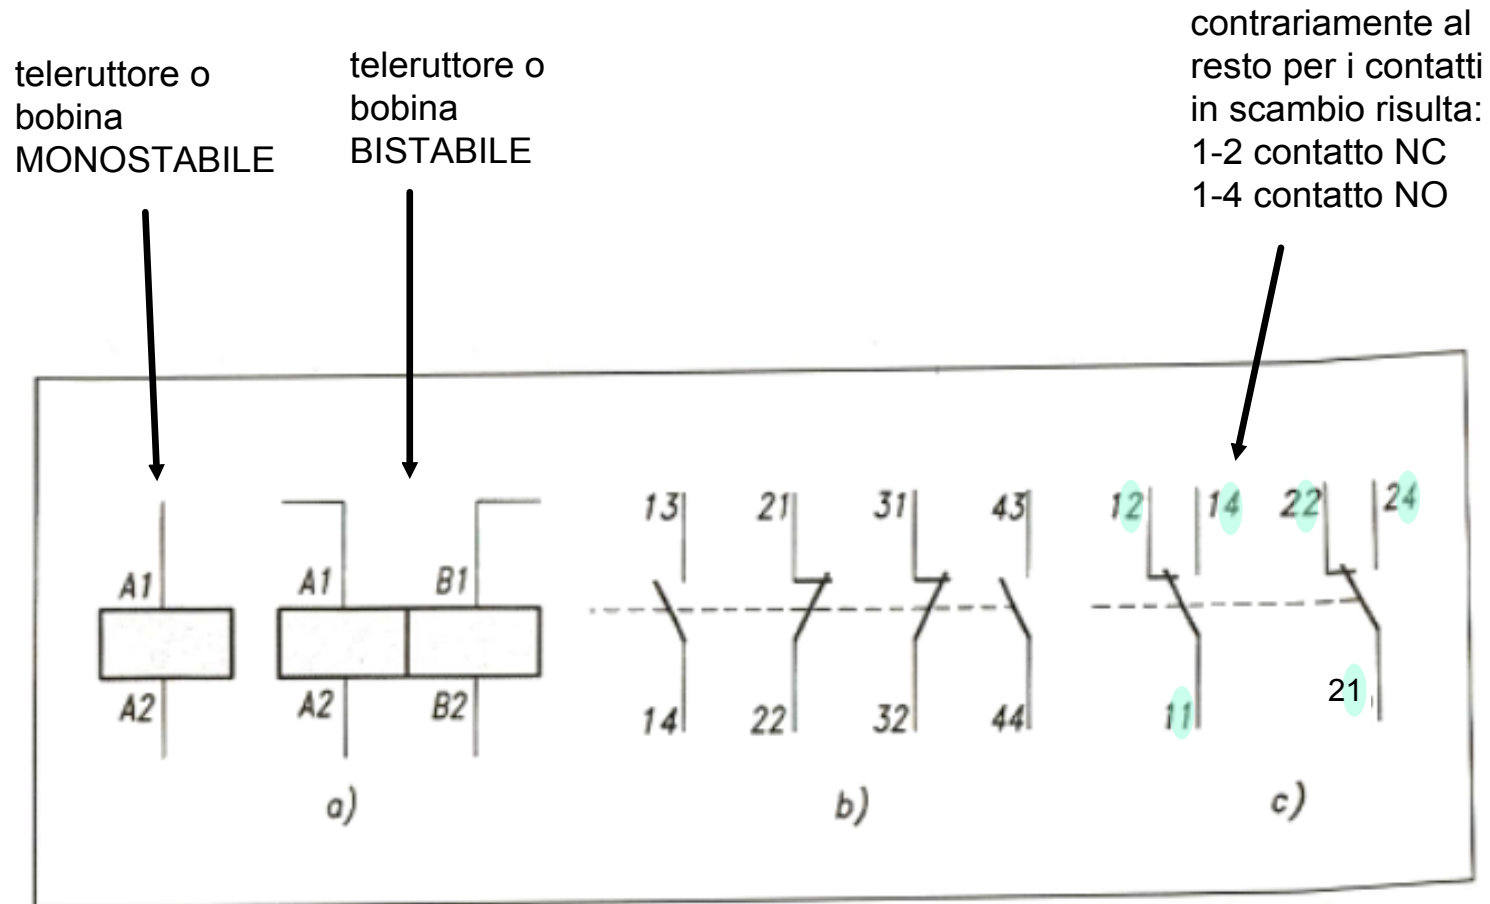 teleruttore o
bobina
MONOSTABILE
teleruttore o
bobina
BISTABILE
contrariamente al
resto per i contatti
in scambio risulta:
1-2 contatto NC
1-4 contatto NO
13 21 31 43 12 14 22 24
A1 A1 B1
A2 A2 B2
14 22 32 44 11 21
a) b) c)